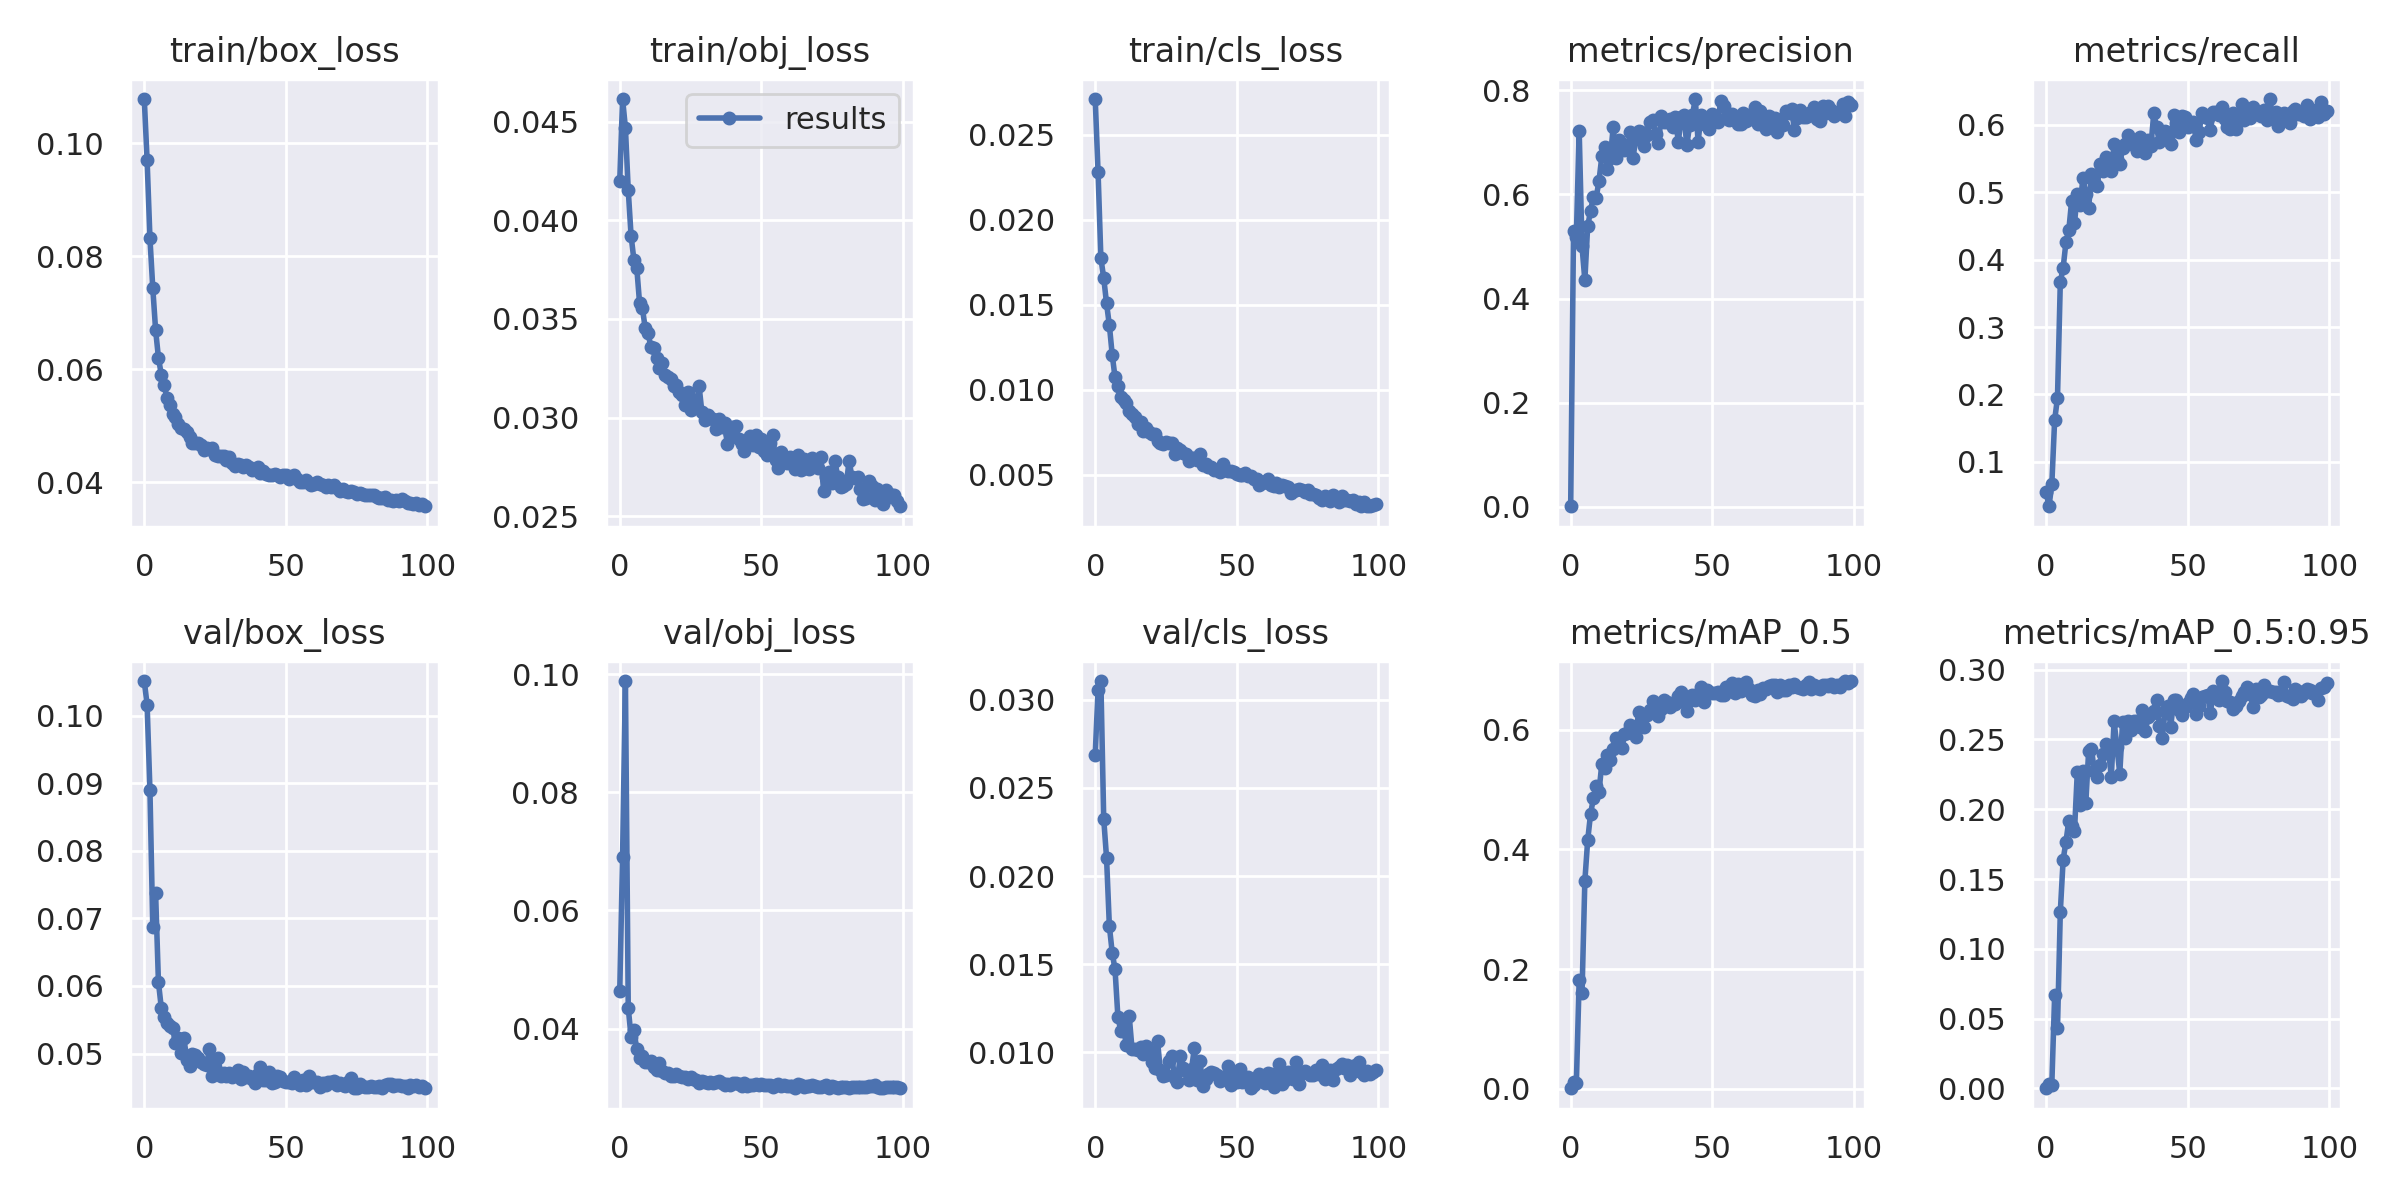 train/box_loss
0.10
0.08
0.06
0.04
0 50 100
train/obj_loss
results
0.045
0.040
0.035
0.030
0.025
0 50 100
train/cls_loss
0.025
0.020
0.015
0.010
0.005
0 50 100
metrics/precision
0.8
0.6
0.4
0.2
0.0
0 50 100
metrics/recall
0.6
0.5
0.4
0.3
0.2
0.1
0 50 100
val/box_loss
0.10
0.09
0.08
0.07
0.06
0.05
0 50 100
val/obj_loss
0.10
0.08
0.06
0.04
0 50 100
val/cls_loss
0.030
0.025
0.020
0.015
0.010
0 50 100
metrics/mAP_0.5
0.6
0.4
0.2
0.0
0 50 100
metrics/mAP_0.5:0.95
0.30
0.25
0.20
0.15
0.10
0.05
0.00
0 50 100